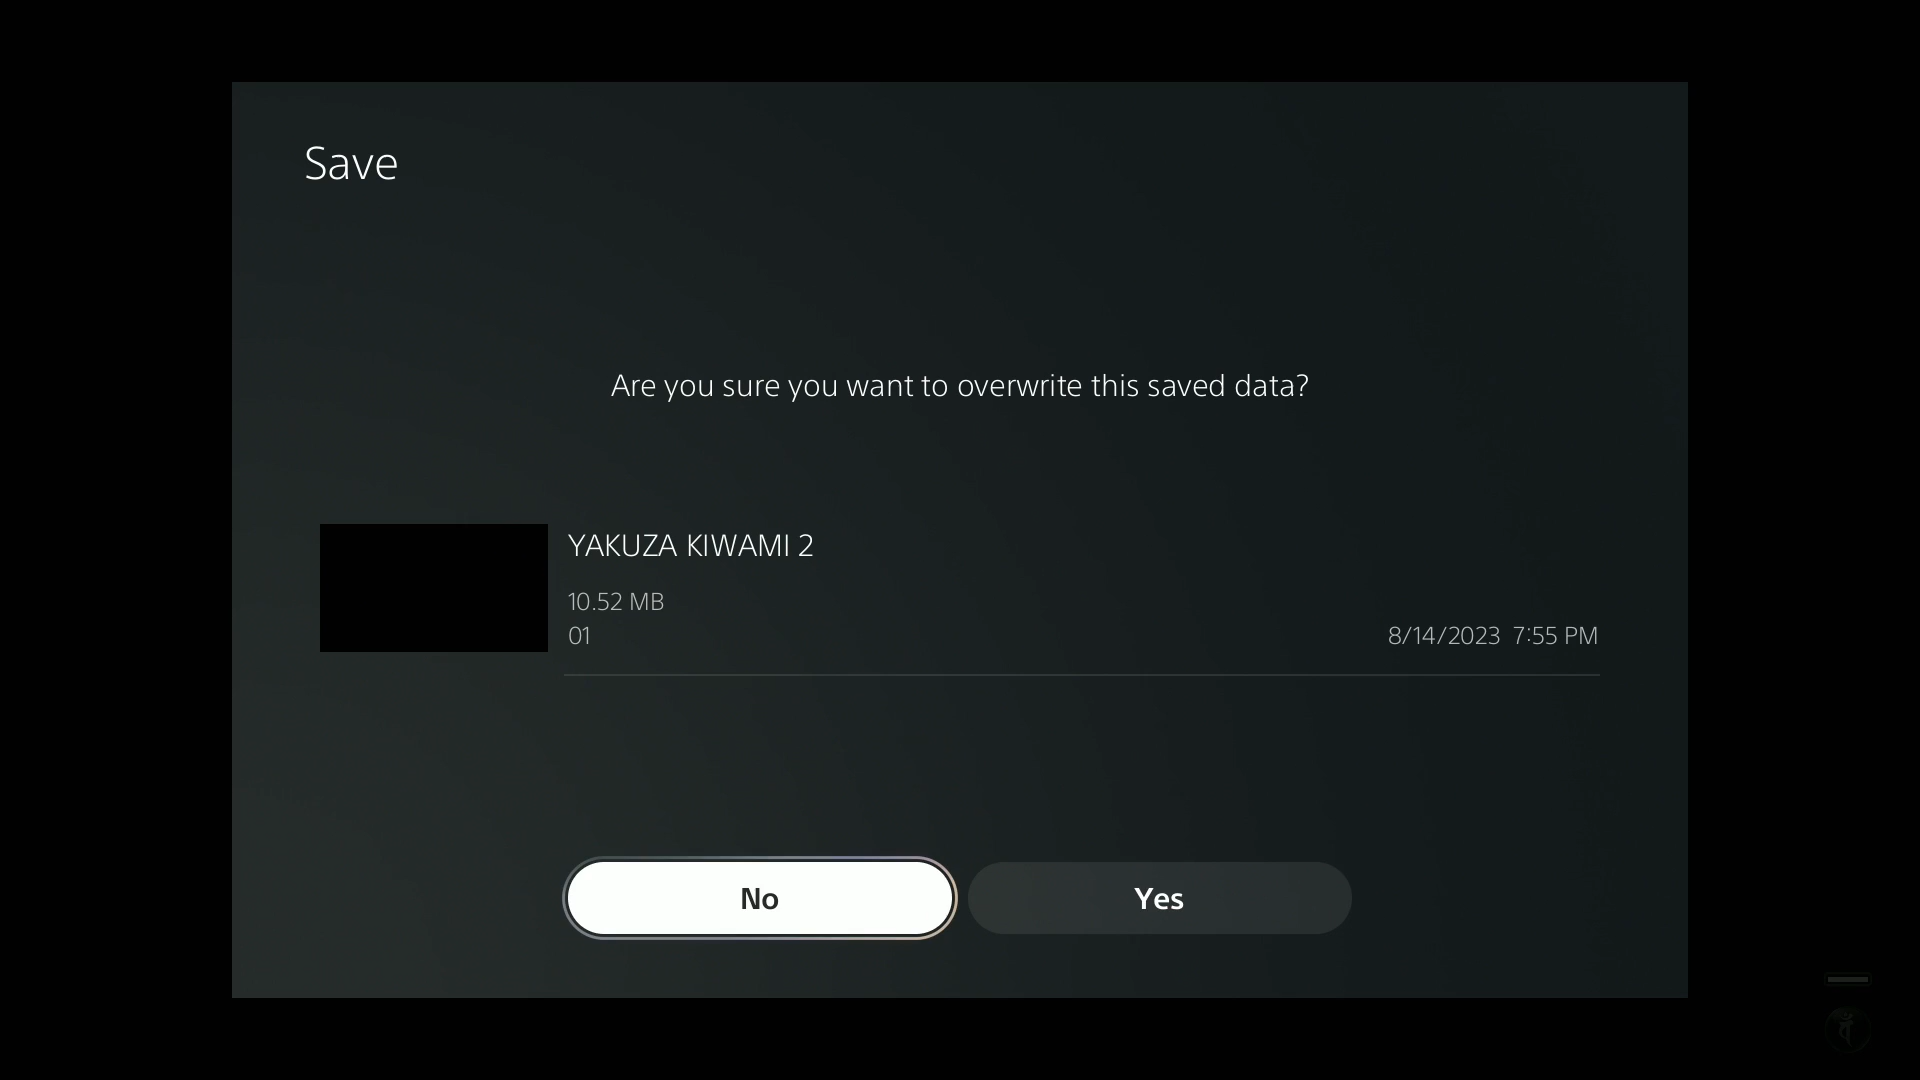 Save
Are you sure you want to overwrite this saved data?
YAKUZA KIWAMI 2
10.52 MB
01
8/14/2023 7:55 PM
No
Yes